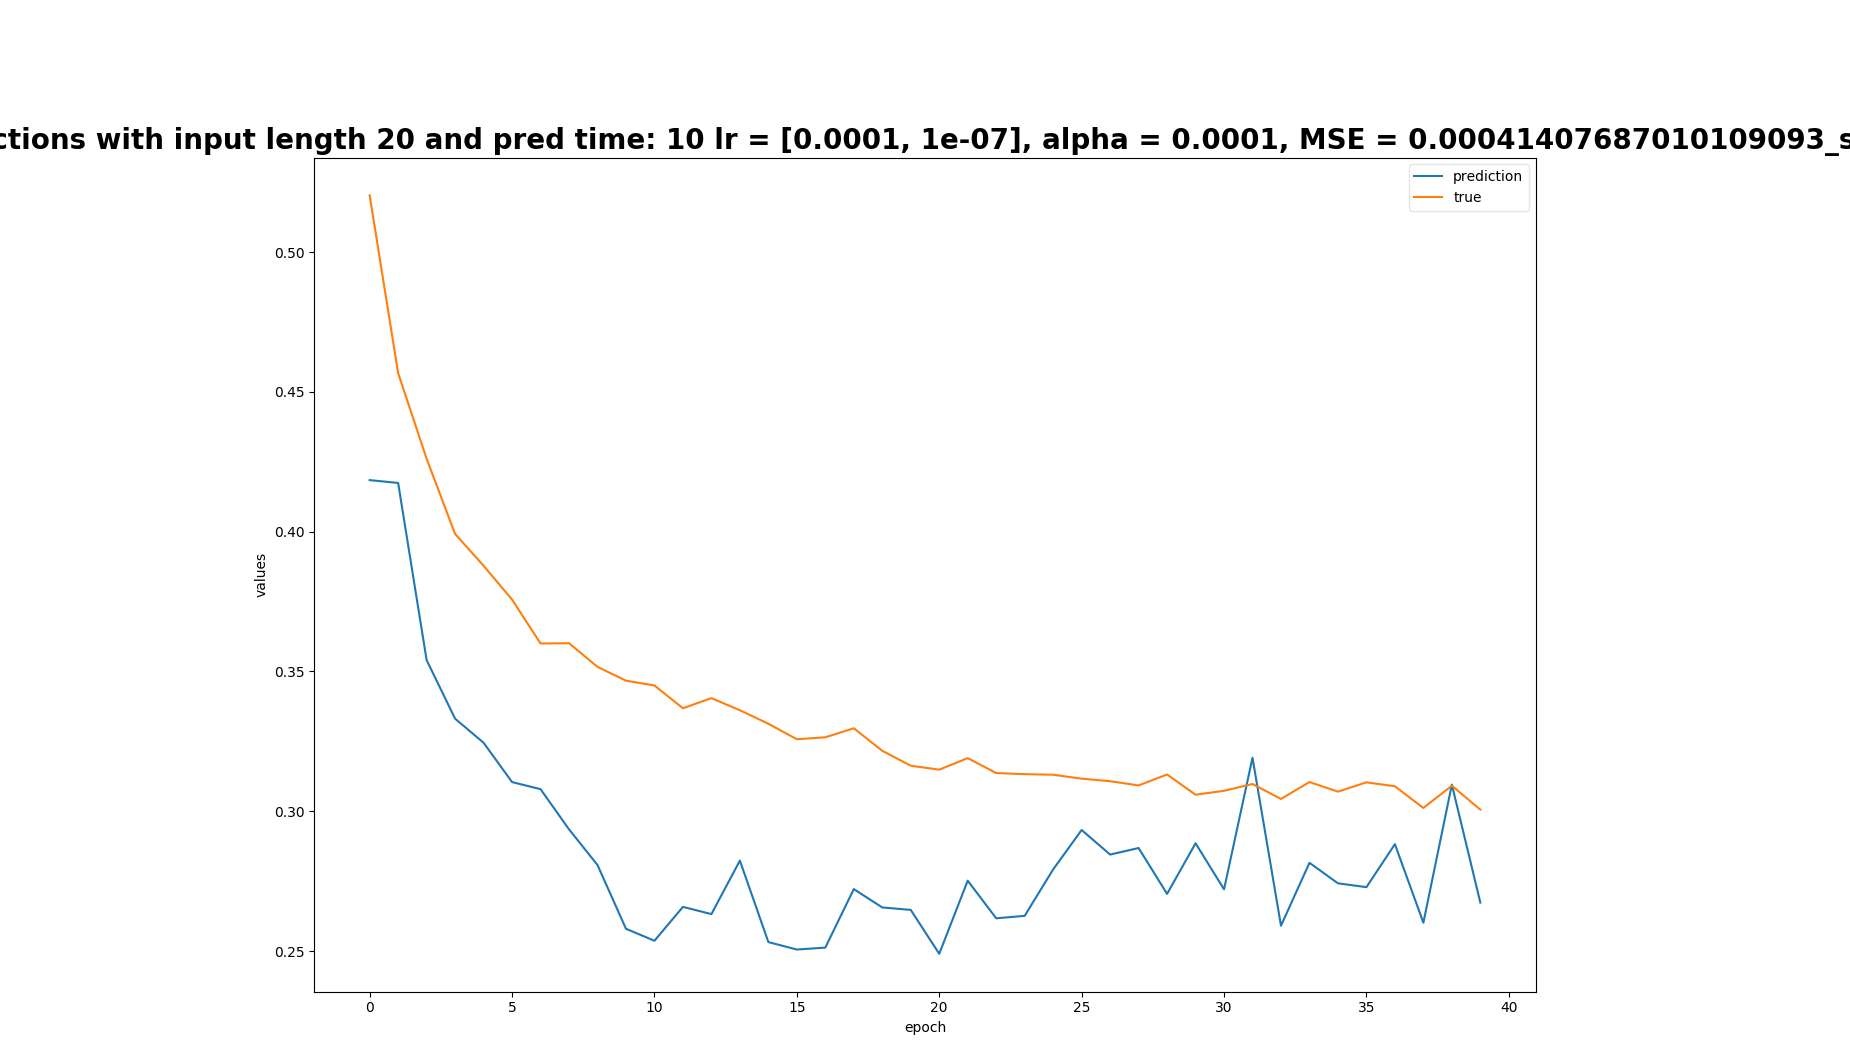 ctions with input length 20 and pred time: 10 lr = [0.0001, 1e-07], alpha = 0.0001, MSE = 0.00041407687010109093_s
prediction
true
0.50
0.45
0.40
0.35
0.30
0.25
values
0 5 10 15 20 25 30 35 40
epoch